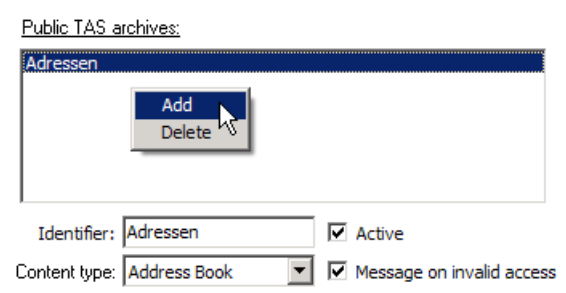 Public TAS archives:
Adressen
Add
Delete
Identifier: Adressen Active
Content type: Address Book Message on invalid access